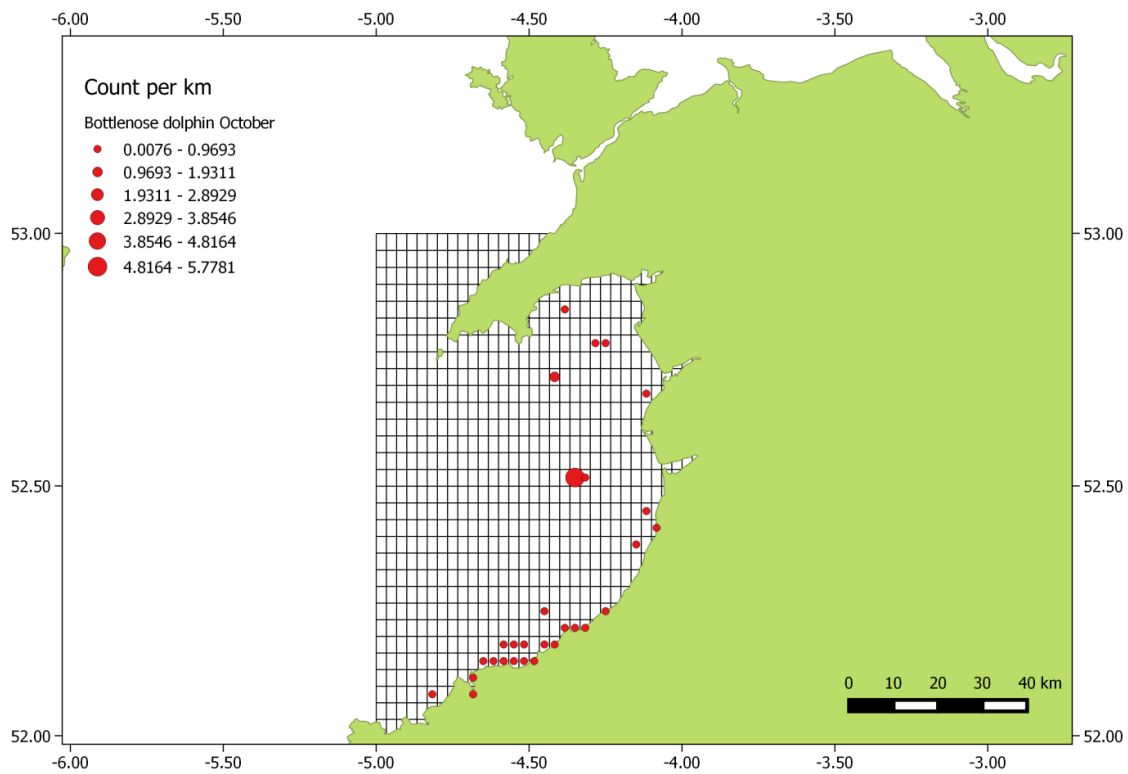 -6.00 -5.50 -5.00 -4.50 -4.00 -3.50 -3.00
Count per km
Bottlenose dolphin October
0.0076 - 0.9693
0.9693 - 1.9311
1.9311 - 2.8929
2.8929 - 3.8546
3.8546 - 4.8164
4.8164 - 5.7781
53.00 53.00
52.50 52.50
0 10 20 30 40 km
52.00 52.00
-6.00 -5.50 -5.00 -4.50 -4.00 -3.50 -3.00